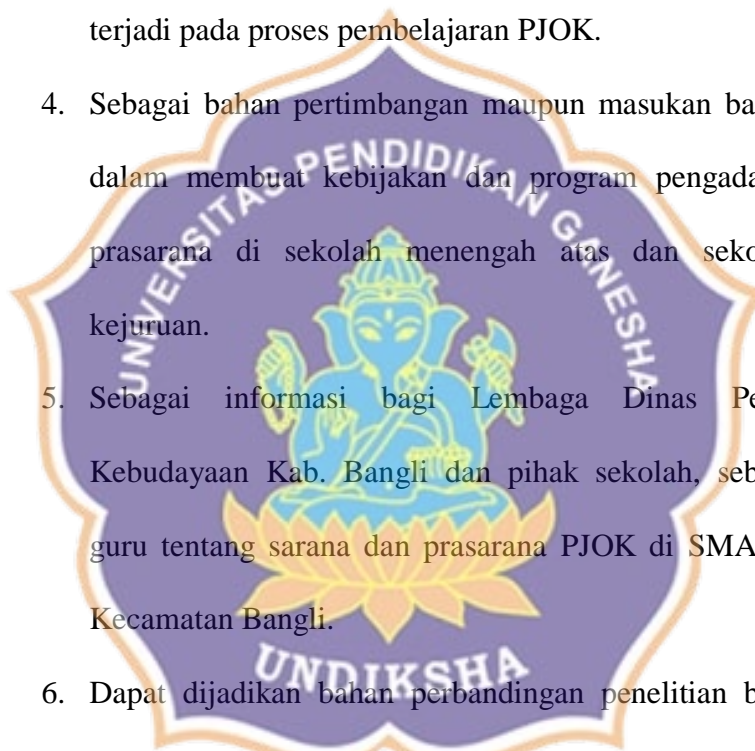 terjadi pada proses pembelajaran PJOK.
4. Sebagai bahan pertimbangan maupun masukan ba
dalam membuat kebijakan dan program pengada
prasarana di sekolah menengah atas dan seko
kejuruan.
5. Sebagai informasi bagi Lembaga Dinas Pe
Kebudayaan Kab. Bangli dan pihak sekolah, seb
guru tentang sarana dan prasarana PJOK di SMA
Kecamatan Bangli.
6. Dapat dijadikan bahan perbandingan penelitian b
UNIVERSITAS PENDIDIKAN GANESHA
UNDIKSHA